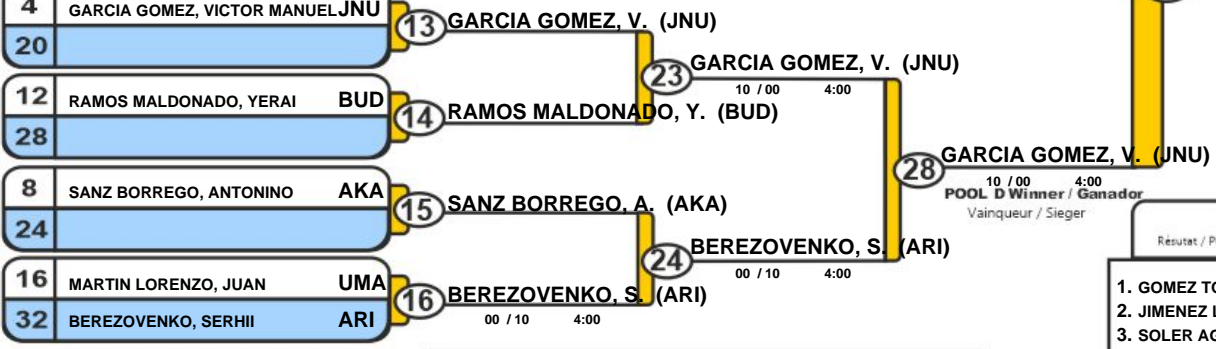 4 GARCIA GOMEZ, VICTOR MANUEL JNU
20
13 GARCIA GOMEZ, V. (JNU)
12 RAMOS MALDONADO, YERAI BUD
28
14 RAMOS MALDONADO, Y. (BUD)
23 GARCIA GOMEZ, V. (JNU)
10 / 00 4:00
8 SANZ BORREGO, ANTONINO AKA
24
15 SANZ BORREGO, A. (AKA)
16 MARTIN LORENZO, JUAN UMA
32 BEREZOVENKO, SERHII ARI
16 BEREZOVENKO, S. (ARI)
00 / 10 4:00
24 BEREZOVENKO, S. (ARI)
00 / 10 4:00
28 GARCIA GOMEZ, V. (JNU)
10 / 00 4:00
POOL D Winner / Ganador
Vainqueur / Sieger
Résutat /
1. GOMEZ
2. JIMENEZ
3. SOLER